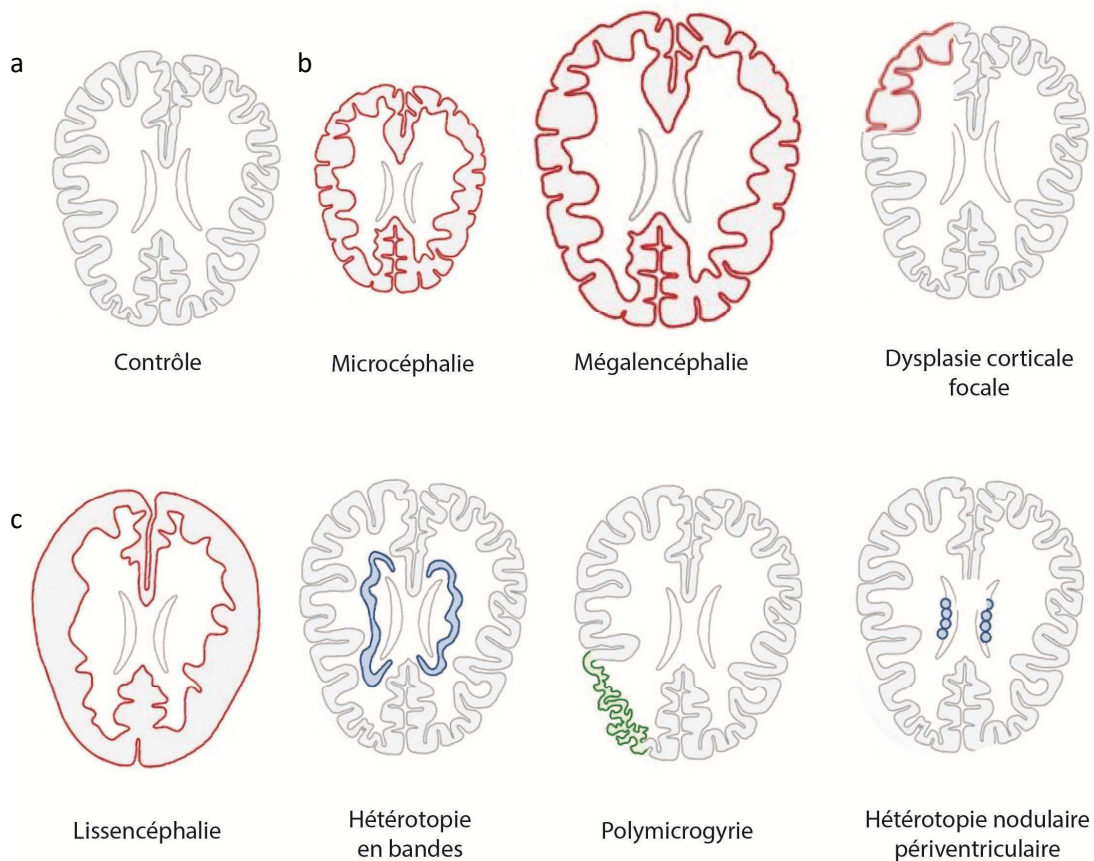 a
b
Contrôle
Microcéphalie
Mégalencéphalie
Dysplasie corticale
focale
c
Lissencéphalie
Hétérotopie
en bandes
Polymicrogyrie
Hétérotopie nodulaire
périventriculaire